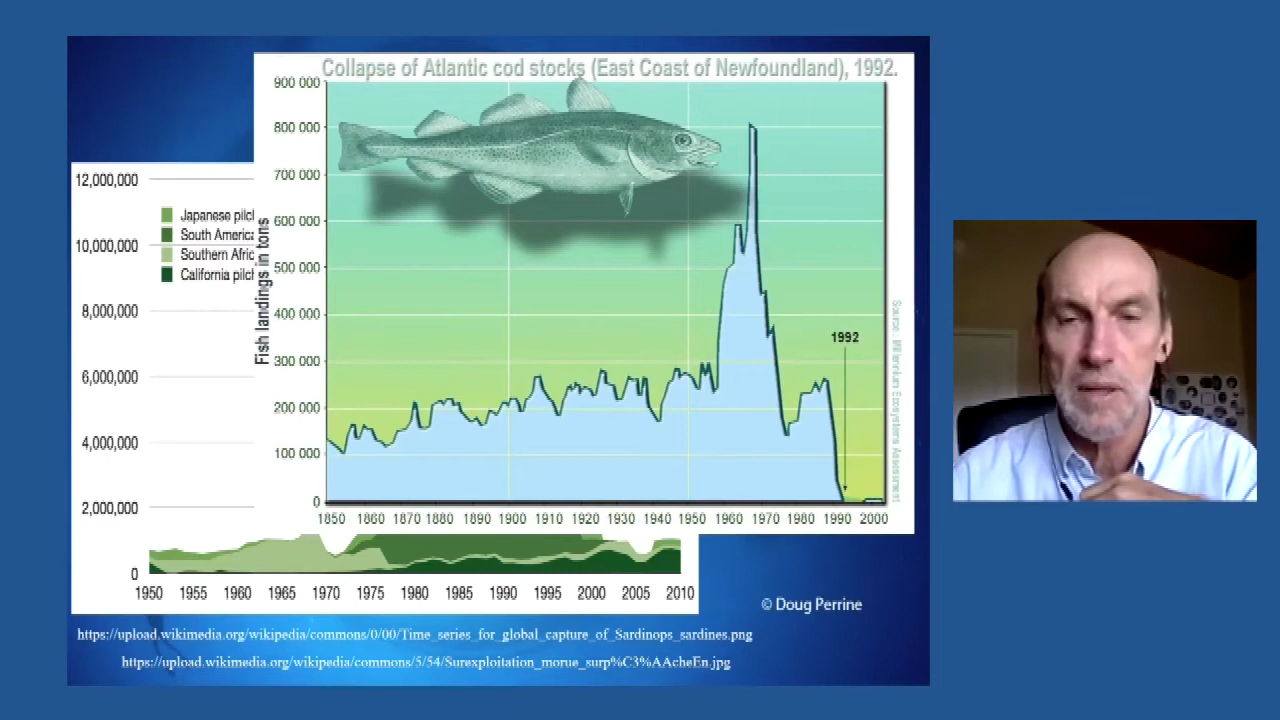 Collapse of Atlantic cod stocks (East Coast of Newfoundland), 1992.
900 000
800 000
700 000
600 000
500 000
400 000
300 000
200 000
100 000
0
Fish landings in tons
1992
Source : Millennium Ecosystems Assessment
1850 1860 1870 1880 1890 1900 1910 1920 1930 1940 1950 1960 1970 1980 1990 2000
12,000,000
10,000,000
8,000,000
6,000,000
4,000,000
2,000,000
0
Japanese pilc
South America
Southern Afric
California pilch
1950 1955 1960 1965 1970 1975 1980 1985 1990 1995 2000 2005 2010
© Doug Perrine
https://upload.wikimedia.org/wikipedia/commons/0/00/Time_series_for_global_capture_of_Sardinops_sardines.png
https://upload.wikimedia.org/wikipedia/commons/5/54/Surexploitation_morue_surp%C3%AAcheEn.jpg